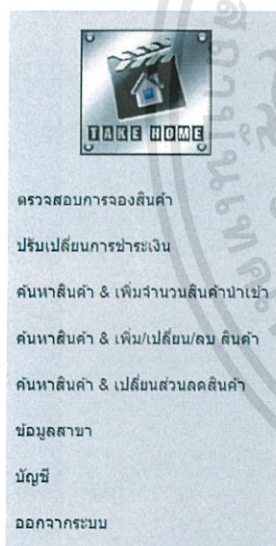 TAKE HOME
ตรวจสอบการจองสินค้า
ปรับเปลี่ยนการชำระเงิน
ค้นหาสินค้า & เพิ่มจำนวนสินค้านำเข้า
ค้นหาสินค้า & เพิ่ม/เปลี่ยน/ลบ สินค้า
ค้นหาสินค้า & เปลี่ยนส่วนลดสินค้า
ข้อมูลสาขา
บัญชี
ออกจากระบบ